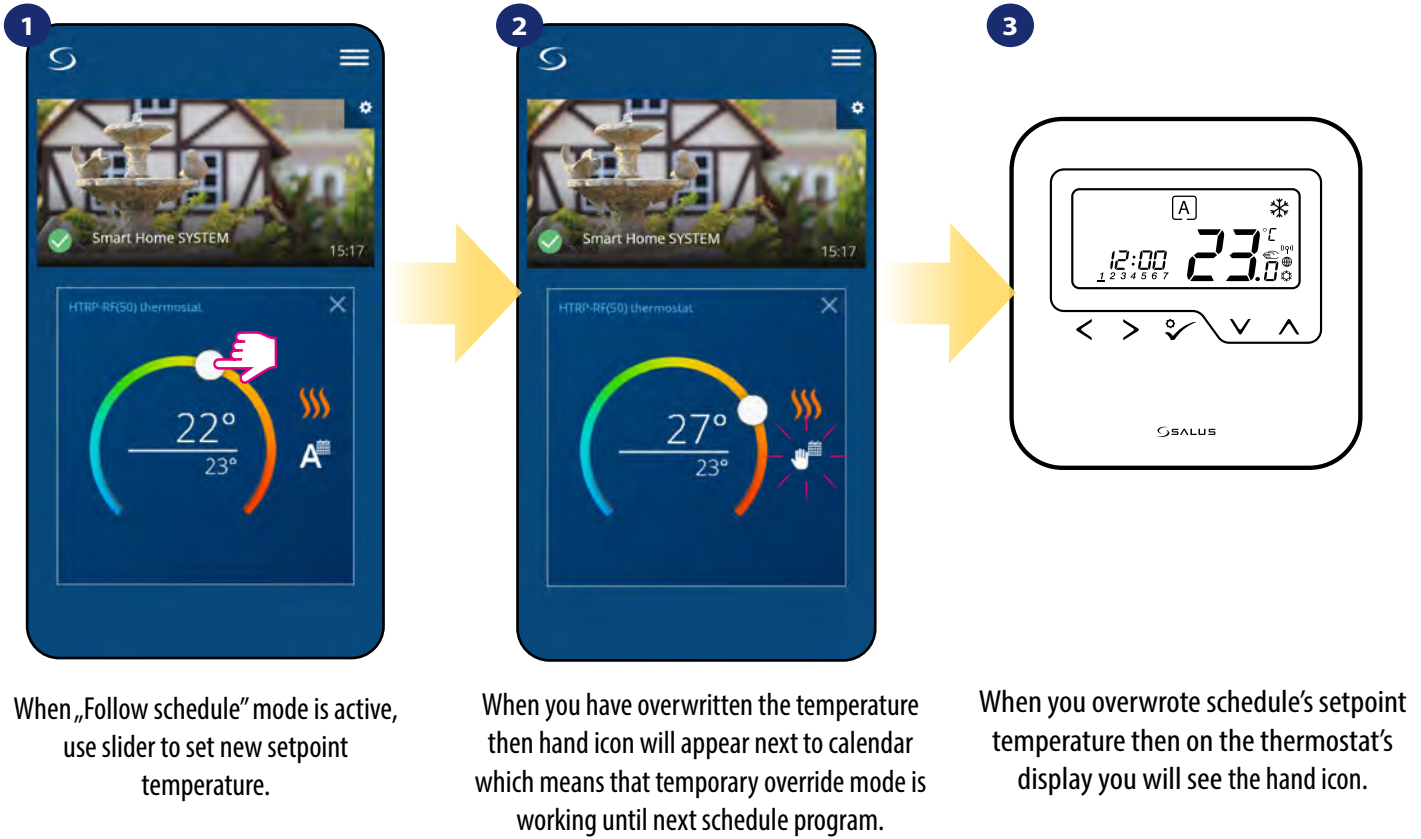 1
Smart Home SYSTEM
15:17
HTRP-RF(50) thermostat
22°
23°
A
When „Follow schedule” mode is active,
use slider to set new setpoint
temperature.
2
Smart Home SYSTEM
15:17
HTRP-RF(50) thermostat
27°
23°
When you have overwritten the temperature
then hand icon will appear next to calendar
which means that temporary override mode is
working until next schedule program.
3
A
12:00
23.0
°C
1 2 3 4 5 6 7
SALUS
When you overwrote schedule’s setpoint
temperature then on the thermostat’s
display you will see the hand icon.